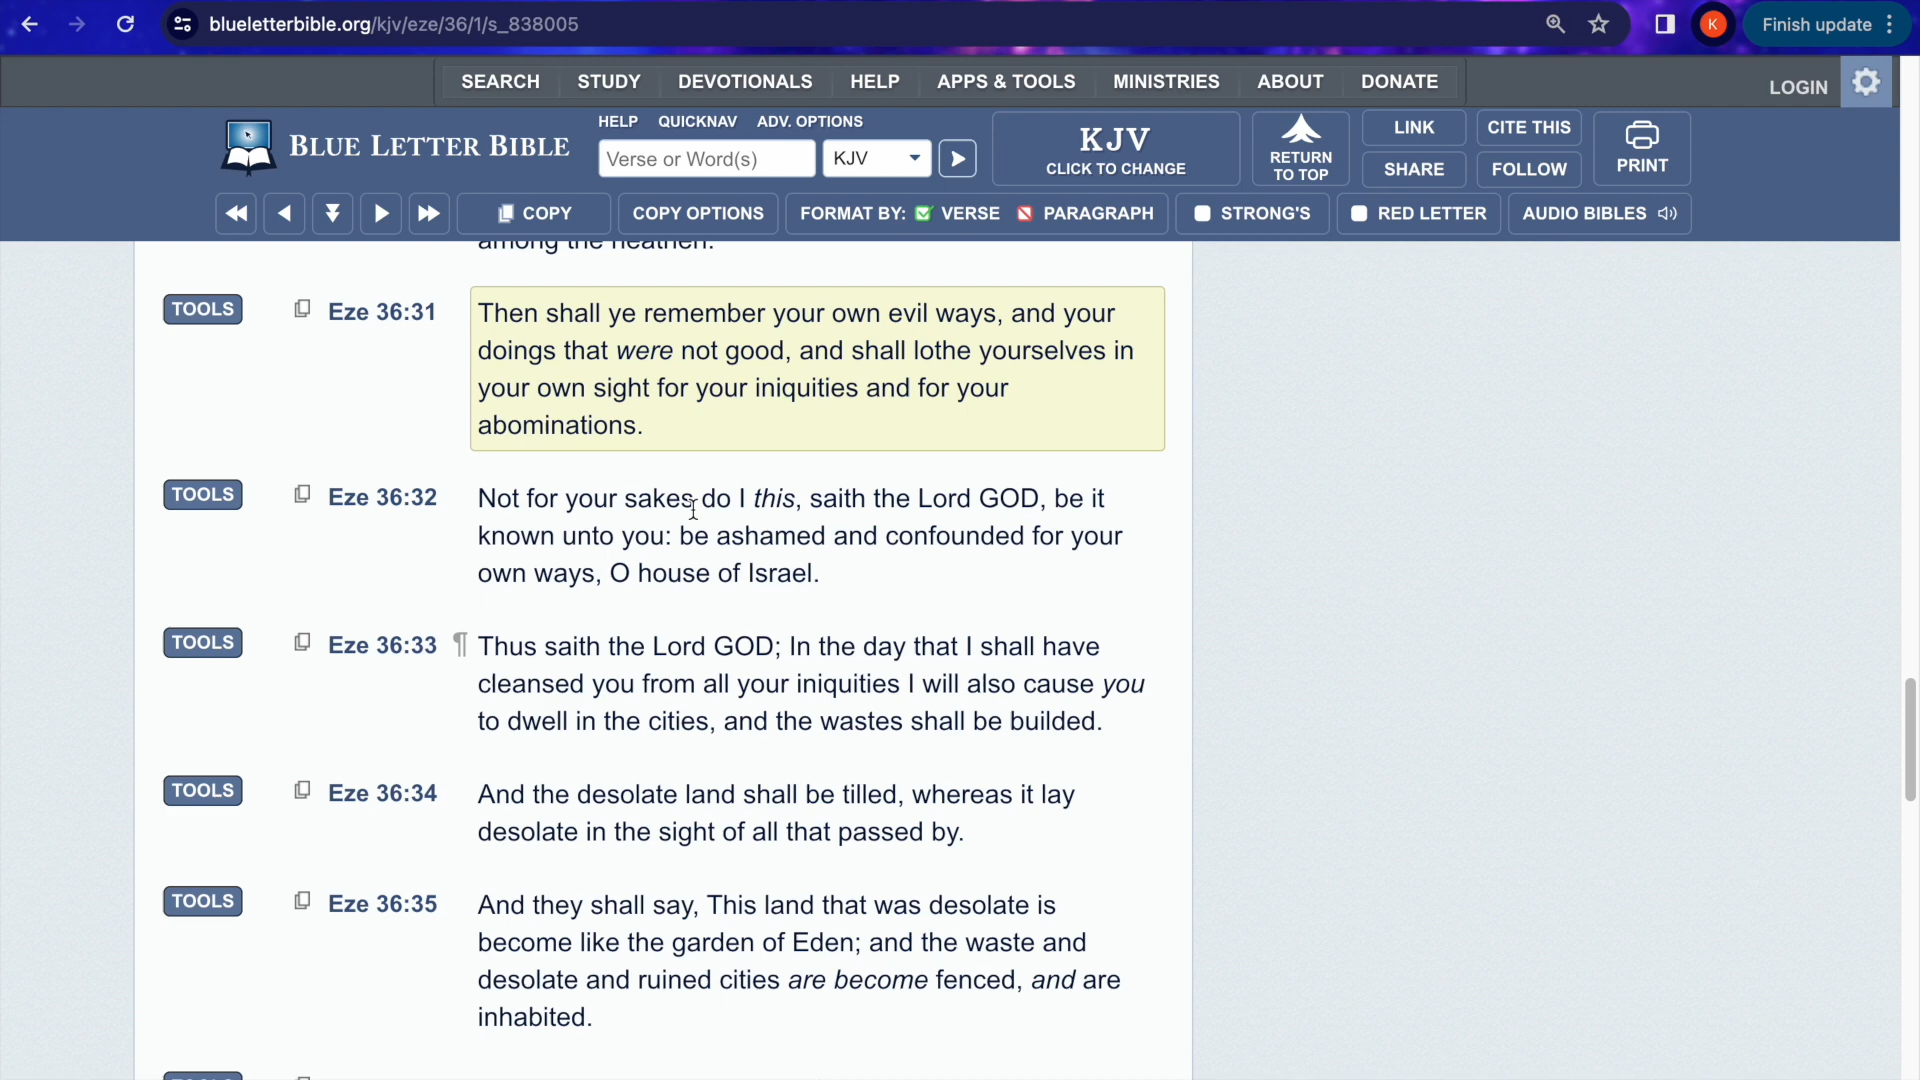 blueletterbible.org/kjv/eze/36/1/s_838005
K
Finish update
SEARCH STUDY DEVOTIONALS HELP APPS & TOOLS MINISTRIES ABOUT DONATE
LOGIN
BLUE LETTER BIBLE
HELP QUICKNAV ADV. OPTIONS
Verse or Word(s)
KJV
KJV
CLICK TO CHANGE
RETURN
TO TOP
LINK
CITE THIS
SHARE
FOLLOW
PRINT
COPY
COPY OPTIONS
FORMAT BY: VERSE PARAGRAPH
STRONG'S
RED LETTER
AUDIO BIBLES
among the heathen.
TOOLS
Eze 36:31
Then shall ye remember your own evil ways, and your
doings that were not good, and shall lothe yourselves in
your own sight for your iniquities and for your
abominations.
TOOLS
Eze 36:32
Not for your sakes do I this, saith the Lord GOD, be it
known unto you: be ashamed and confounded for your
own ways, O house of Israel.
TOOLS
Eze 36:33
¶ Thus saith the Lord GOD; In the day that I shall have
cleansed you from all your iniquities I will also cause you
to dwell in the cities, and the wastes shall be builded.
TOOLS
Eze 36:34
And the desolate land shall be tilled, whereas it lay
desolate in the sight of all that passed by.
TOOLS
Eze 36:35
And they shall say, This land that was desolate is
become like the garden of Eden; and the waste and
desolate and ruined cities are become fenced, and are
inhabited.